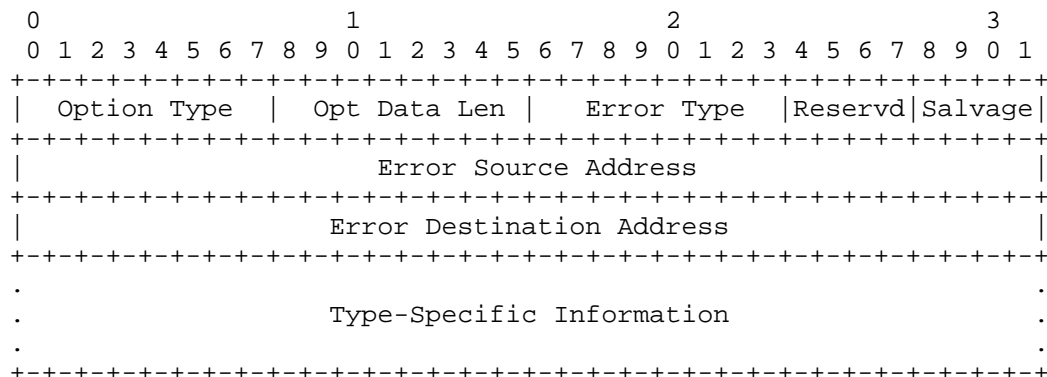 0                   1                   2                   3
 0 1 2 3 4 5 6 7 8 9 0 1 2 3 4 5 6 7 8 9 0 1 2 3 4 5 6 7 8 9 0 1
+-+-+-+-+-+-+-+-+-+-+-+-+-+-+-+-+-+-+-+-+-+-+-+-+-+-+-+-+-+-+-+-+
|  Option Type  |  Opt Data Len |   Error Type  |Reservd|Salvage|
+-+-+-+-+-+-+-+-+-+-+-+-+-+-+-+-+-+-+-+-+-+-+-+-+-+-+-+-+-+-+-+-+
|                      Error Source Address                     |
+-+-+-+-+-+-+-+-+-+-+-+-+-+-+-+-+-+-+-+-+-+-+-+-+-+-+-+-+-+-+-+-+
|                   Error Destination Address                   |
+-+-+-+-+-+-+-+-+-+-+-+-+-+-+-+-+-+-+-+-+-+-+-+-+-+-+-+-+-+-+-+-+
.                                                               .
.                   Type-Specific Information                   .
.                                                               .
+-+-+-+-+-+-+-+-+-+-+-+-+-+-+-+-+-+-+-+-+-+-+-+-+-+-+-+-+-+-+-+-+